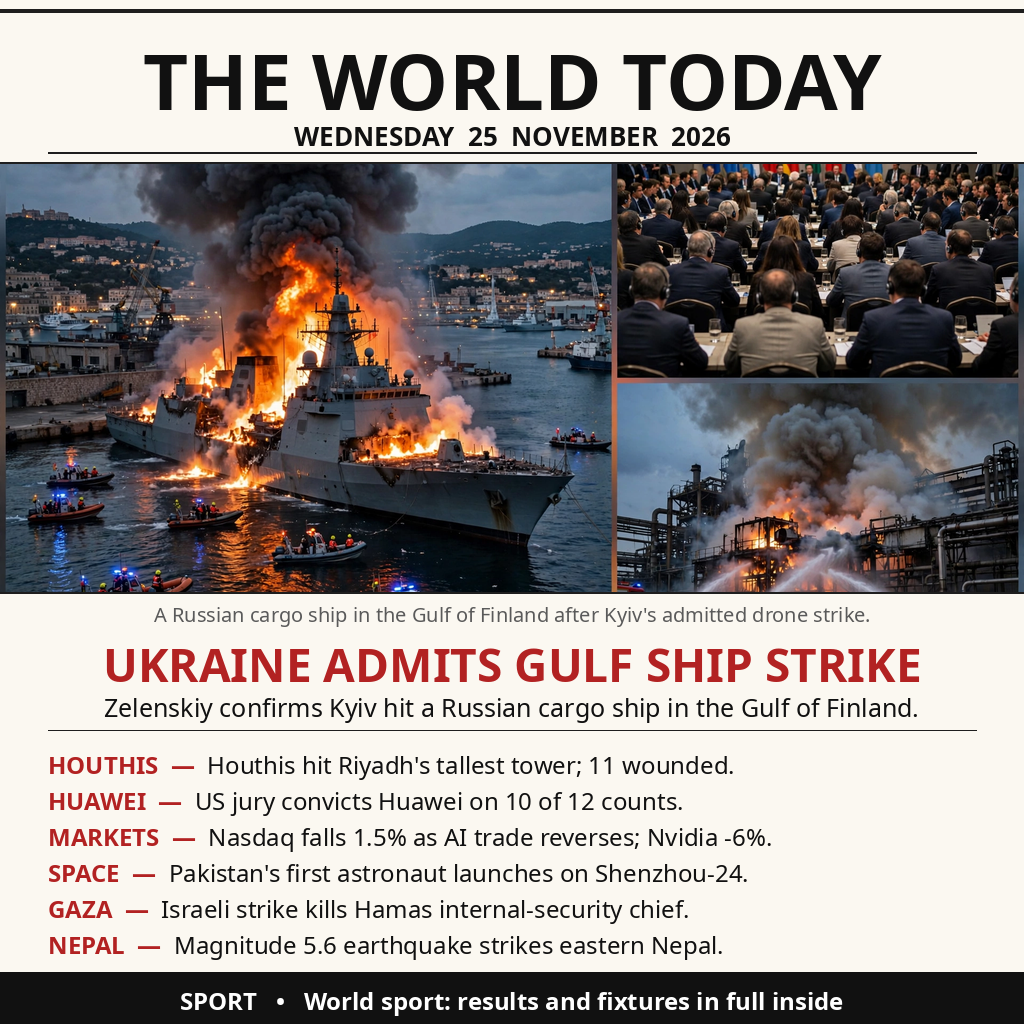 THE WORLD TODAY
WEDNESDAY 25 NOVEMBER 2026
A Russian cargo ship in the Gulf of Finland after Kyiv's admitted drone strike.
UKRAINE ADMITS GULF SHIP STRIKE
Zelenskiy confirms Kyiv hit a Russian cargo ship in the Gulf of Finland.
HOUTHIS — Houthis hit Riyadh's tallest tower; 11 wounded.
HUAWEI — US jury convicts Huawei on 10 of 12 counts.
MARKETS — Nasdaq falls 1.5% as AI trade reverses; Nvidia -6%.
SPACE — Pakistan's first astronaut launches on Shenzhou-24.
GAZA — Israeli strike kills Hamas internal-security chief.
NEPAL — Magnitude 5.6 earthquake strikes eastern Nepal.
SPORT • World sport: results and fixtures in full inside